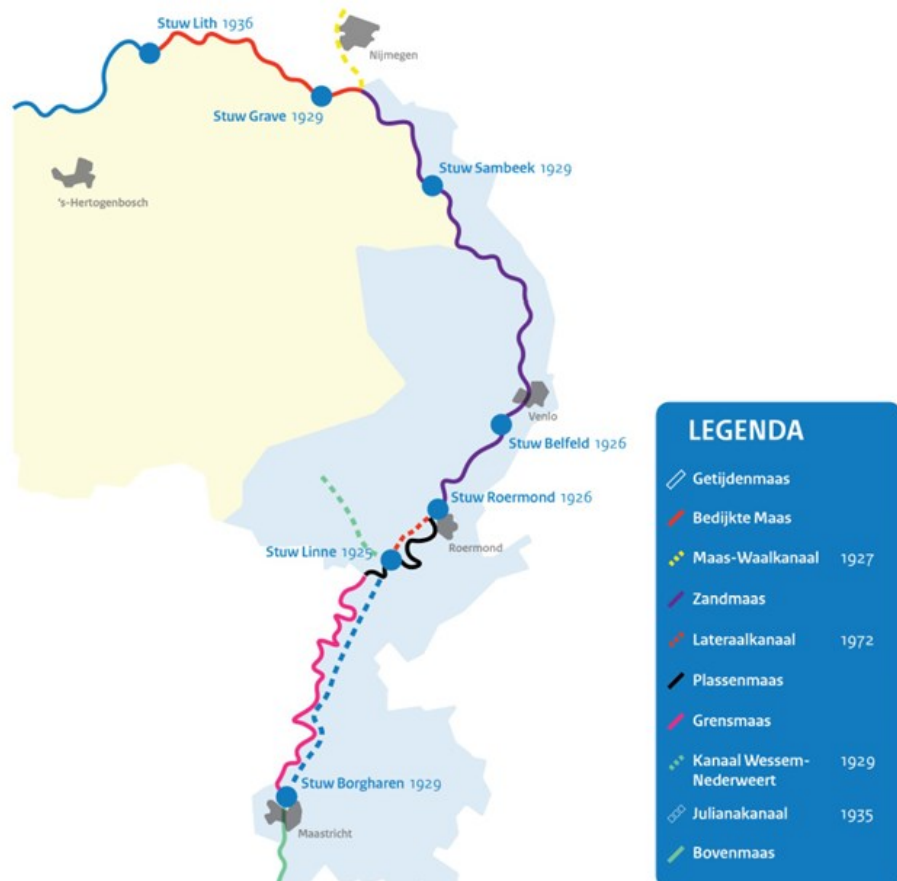 Stuw Lith 1936
Nijmegen
Stuw Grave 1929
Stuw Sambeek 1929
's-Hertogenbosch
Venlo
Stuw Belfeld 1926
Stuw Roermond 1926
Roermond
Stuw Linne 1925
Stuw Borgharen 1929
Maastricht
LEGENDA
Getijdenmaas
Bedijkte Maas
Maas-Waalkanaal 1927
Zandmaas
Lateraalkanaal 1972
Plassenmaas
Grensmaas
Kanaal Wessem-
Nederweert 1929
Julianakanaal 1935
Bovenmaas